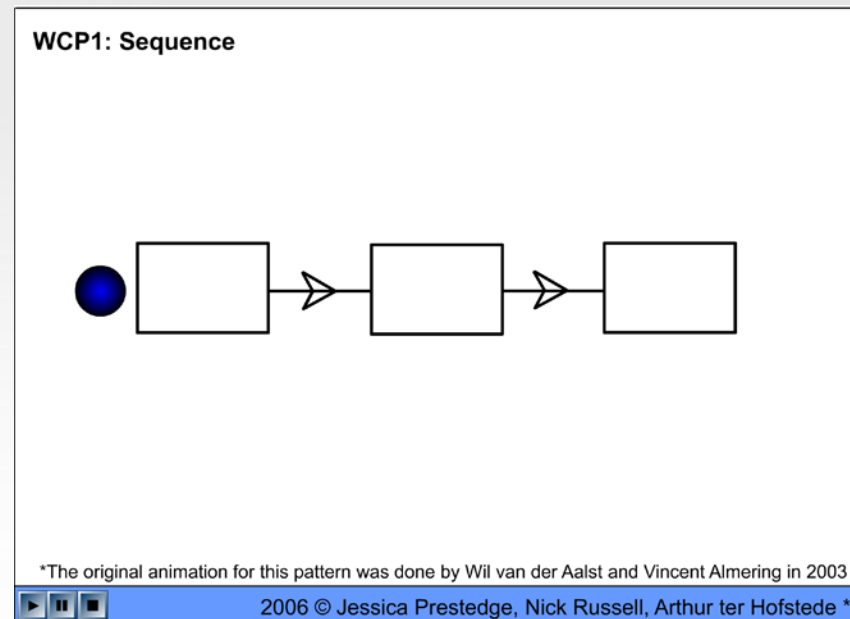 WCP1: Sequence
*The original animation for this pattern was done by Wil van der Aalst and Vincent Almering in 2003
2006 © Jessica Prestedge, Nick Russell, Arthur ter Hofstede *